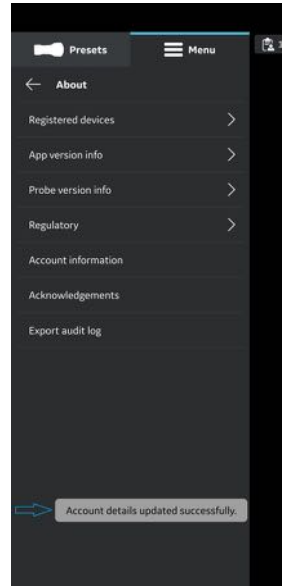 Presets
Menu
About
Registered devices
App version info
Probe version info
Regulatory
Account information
Acknowledgements
Export audit log
Account details updated successfully.